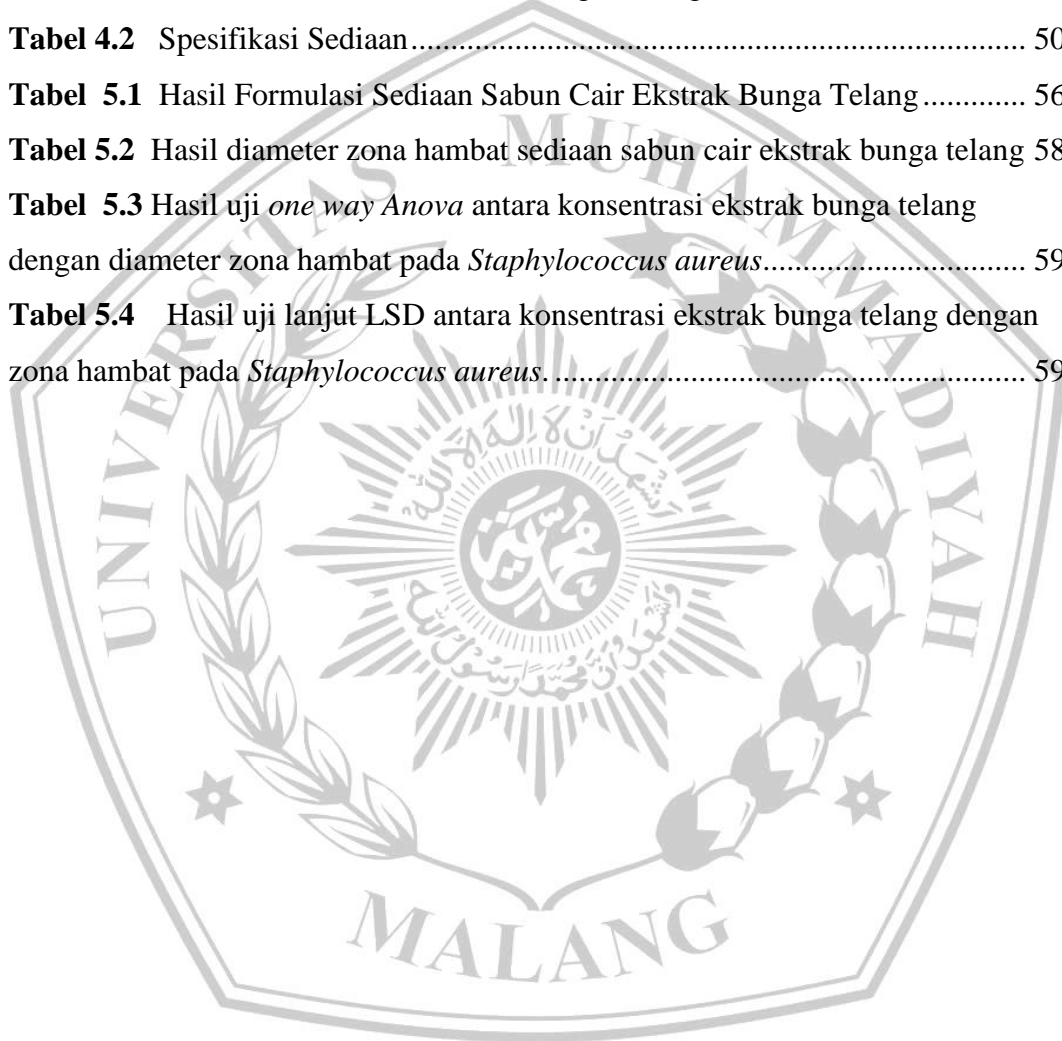 Tabel 4.2 Spesifikasi Sediaan.............................................................................. 50
Tabel 5.1 Hasil Formulasi Sediaan Sabun Cair Ekstrak Bunga Telang............. 56
Tabel 5.2 Hasil diameter zona hambat sediaan sabun cair ekstrak bunga telang 58
Tabel 5.3 Hasil uji one way Anova antara konsentrasi ekstrak bunga telang
dengan diameter zona hambat pada Staphylococcus aureus................................. 59
Tabel 5.4 Hasil uji lanjut LSD antara konsentrasi ekstrak bunga telang dengan
zona hambat pada Staphylococcus aureus............................................................. 59
UNIVERSITAS MUHAMMADIYAH
MALANG